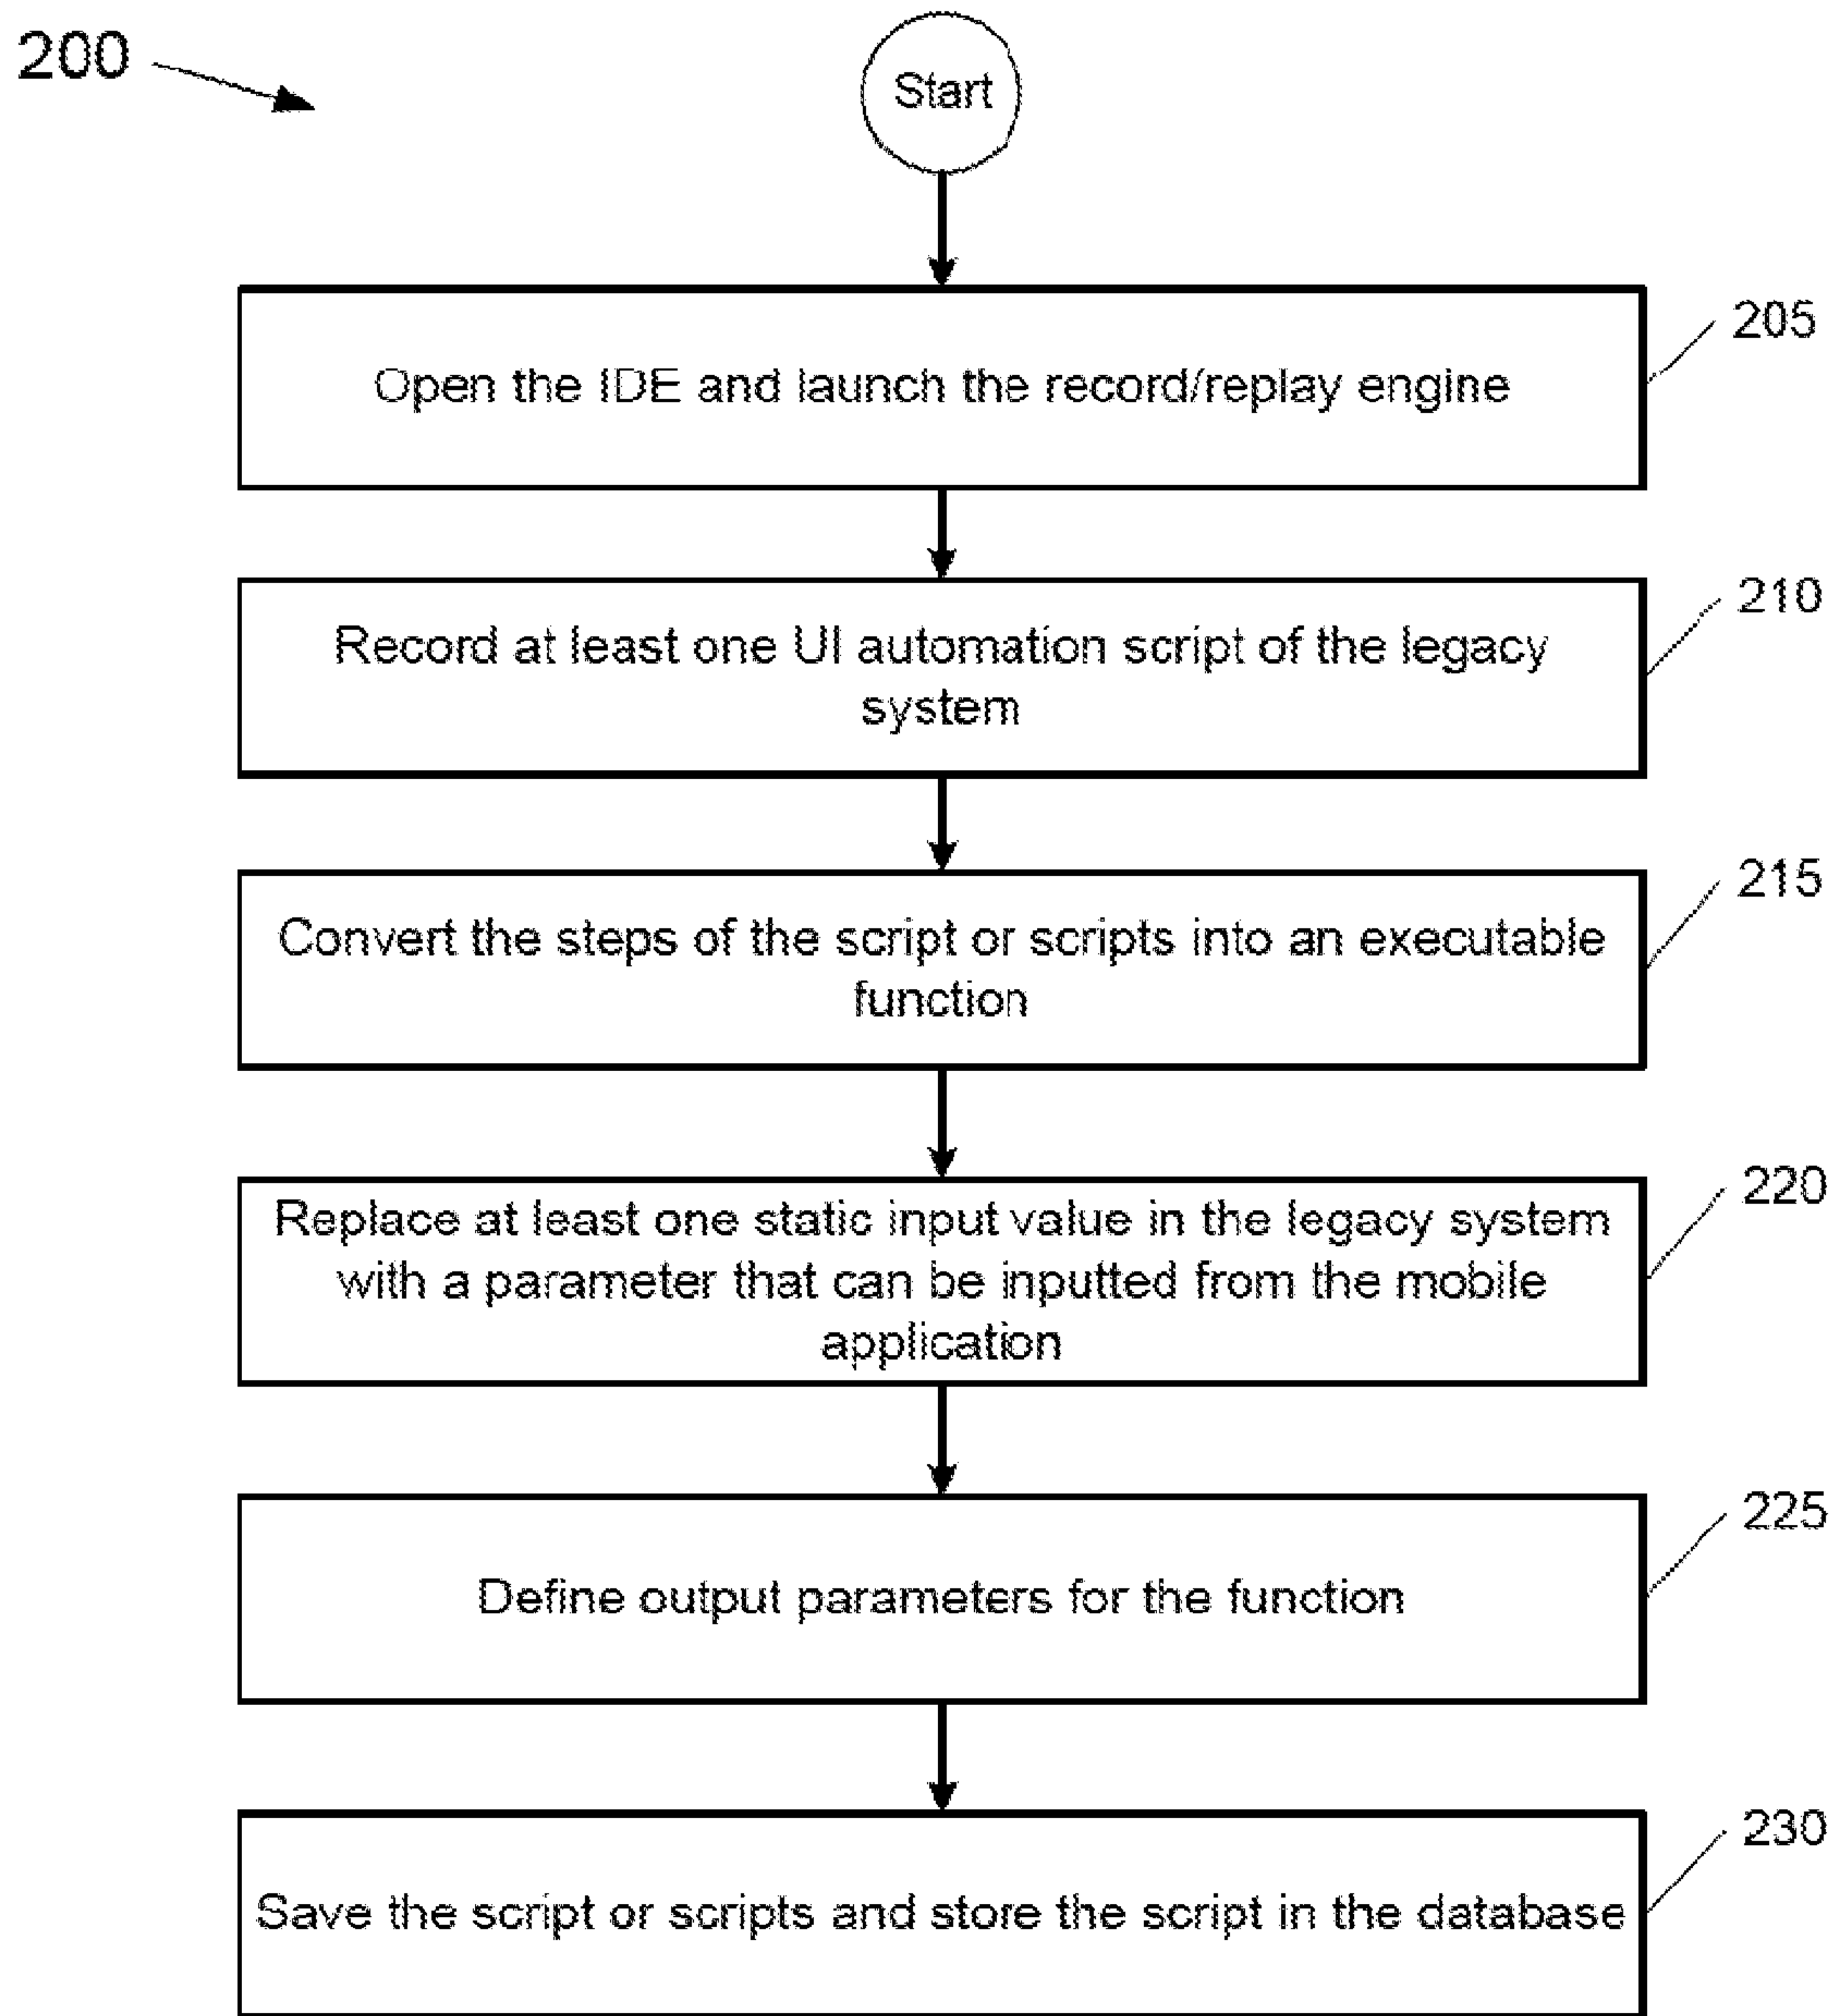 200
Start
Open the IDE and launch the record/replay engine
205
Record at least one UI automation script of the legacy
system
210
Convert the steps of the script or scripts into an executable
function
215
Replace at least one static input value in the legacy system
with a parameter that can be inputted from the mobile
application
220
Define output parameters for the function
225
Save the script or scripts and store the script in the database
230